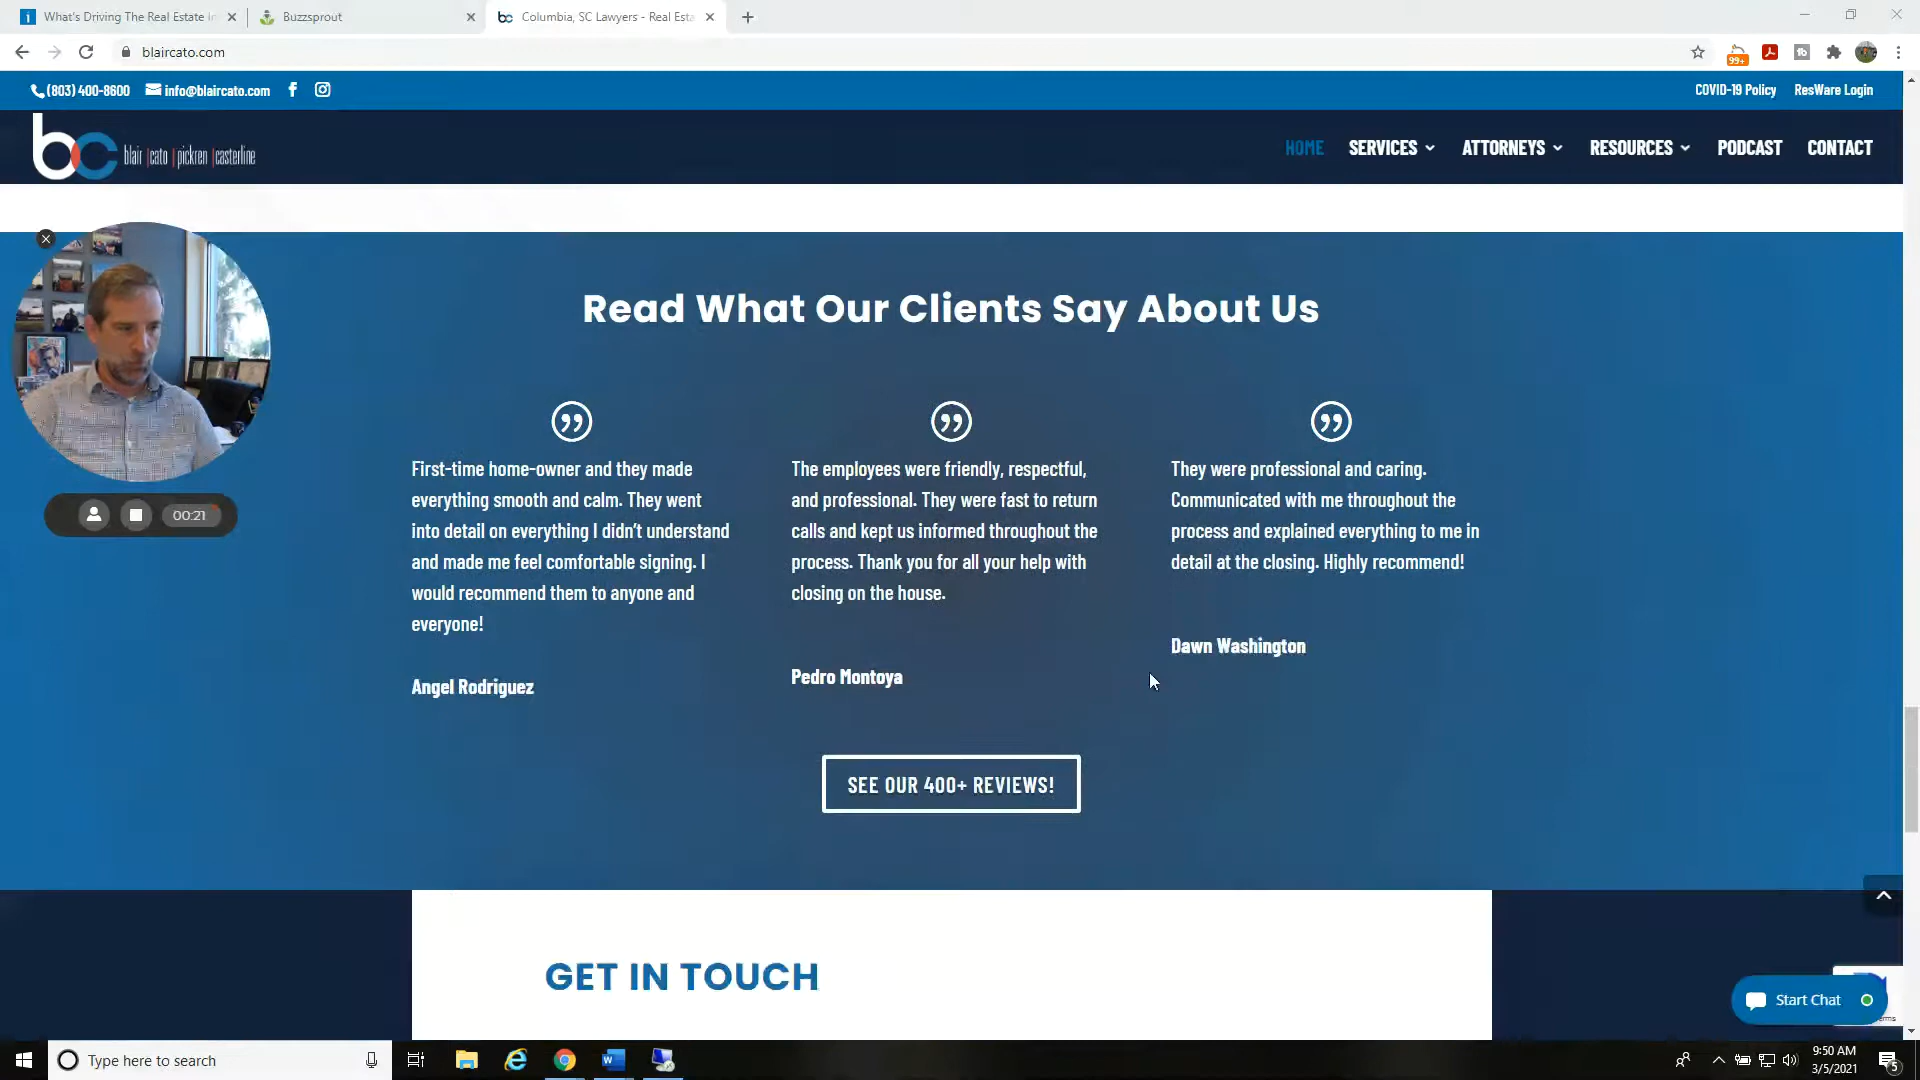 What's Driving The Real Estate In
Buzzsprout
Columbia, SC Lawyers - Real Esta
blaircato.com
99+
(803) 400-8600
info@blaircato.com
COVID-19 Policy
ResWare Login
bc
blair |cato |pickren |casterline
HOME
SERVICES
ATTORNEYS
RESOURCES
PODCAST
CONTACT
Read What Our Clients Say About Us
First-time home-owner and they made
everything smooth and calm. They went
into detail on everything I didn't understand
and made me feel comfortable signing. I
would recommend them to anyone and
everyone!
Angel Rodriguez
The employees were friendly, respectful,
and professional. They were fast to return
calls and kept us informed throughout the
process. Thank you for all your help with
closing on the house.
Pedro Montoya
They were professional and caring.
Communicated with me throughout the
process and explained everything to me in
detail at the closing. Highly recommend!
Dawn Washington
00:21
SEE OUR 400+ REVIEWS!
GET IN TOUCH
Start Chat
Type here to search
9:50 AM
3/5/2021
5